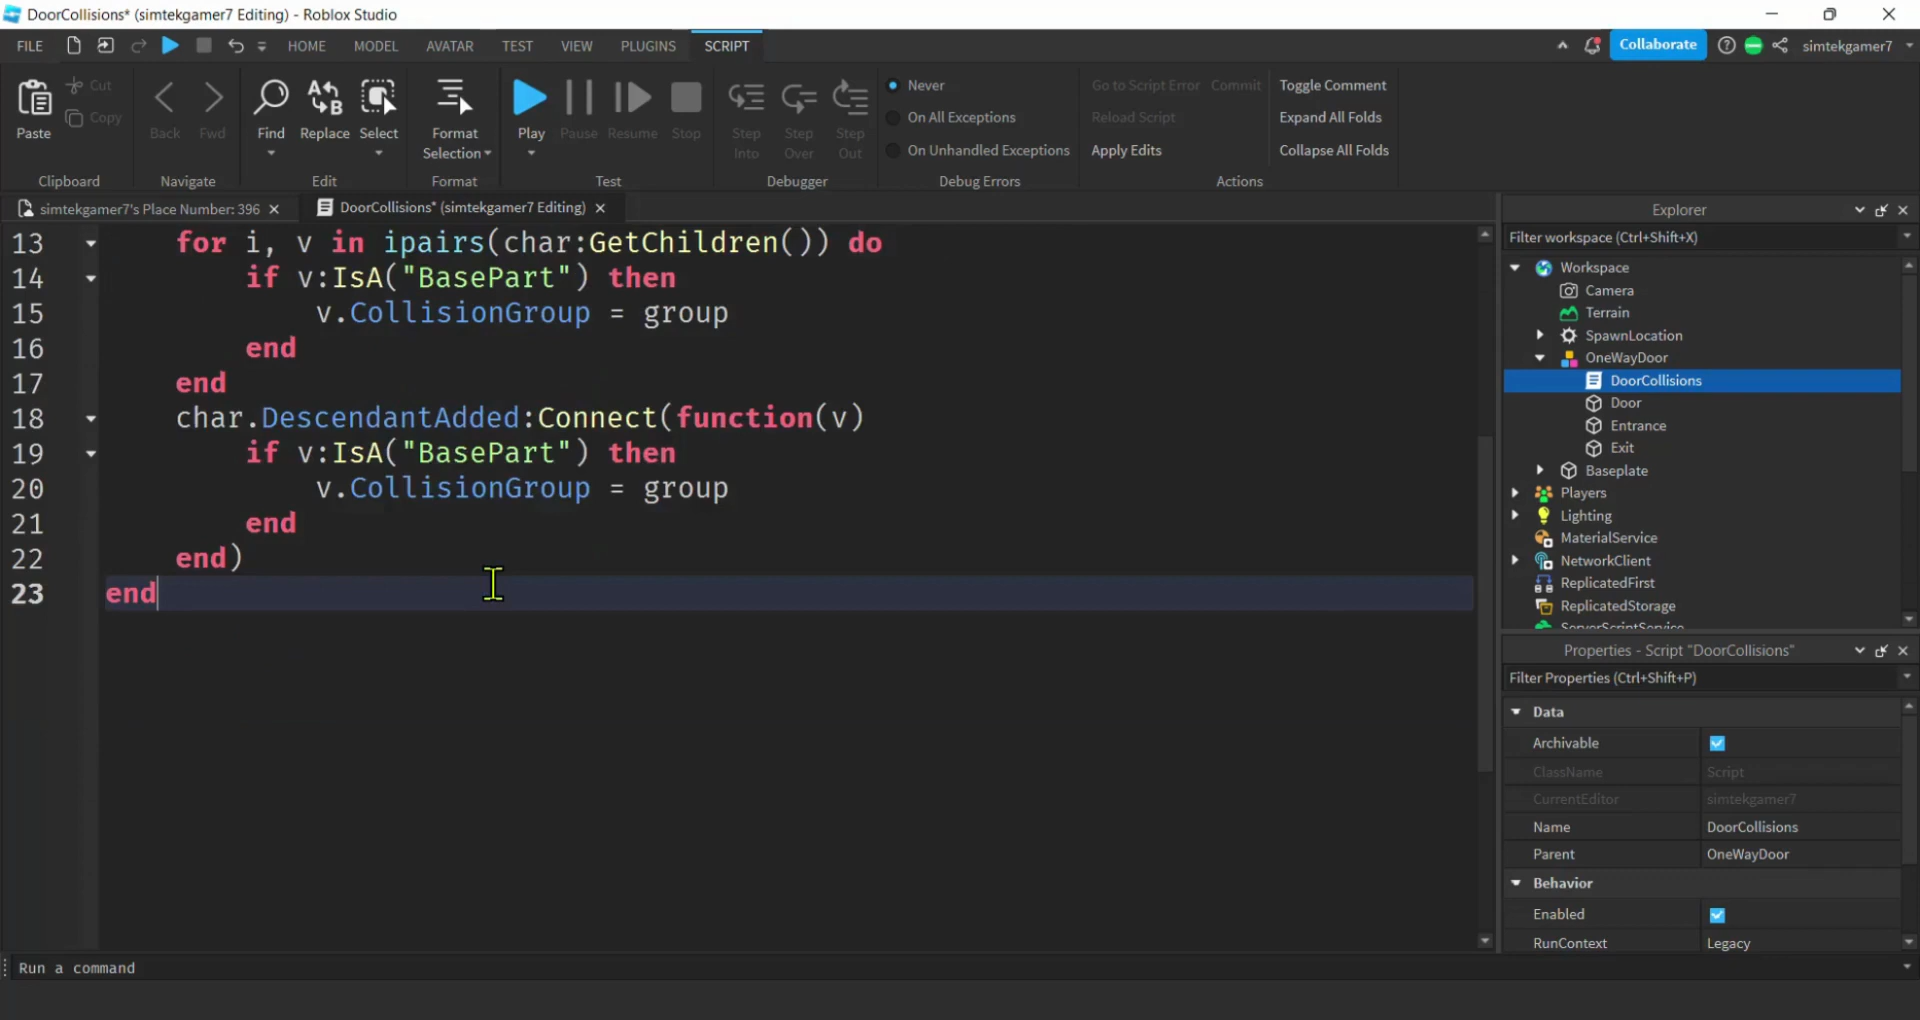 DoorCollisions* (simtekgamer7 Editing) - Roblox Studio
FILE HOME MODEL AVATAR TEST VIEW PLUGINS SCRIPT Collaborate simtekgamer7
Paste Cut Copy
Back Fwd
Find Replace Select
Format Selection
Play Pause Resume Stop
Step Into Step Over Step Out
Never
On All Exceptions
On Unhandled Exceptions
Go to Script Error Commit
Reload Script
Apply Edits
Toggle Comment
Expand All Folds
Collapse All Folds
Clipboard Navigate Edit Format Test Debugger Debug Errors Actions
simtekgamer7's Place Number: 396 DoorCollisions* (simtekgamer7 Editing)
13 for i, v in ipairs(char:GetChildren()) do
14 if v:IsA("BasePart") then
15 v.CollisionGroup = group
16 end
17 end
18 char.DescendantAdded:Connect(function(v)
19 if v:IsA("BasePart") then
20 v.CollisionGroup = group
21 end
22 end)
23 end
Explorer
Filter workspace (Ctrl+Shift+X)
Workspace
Camera
Terrain
SpawnLocation
OneWayDoor
DoorCollisions
Door
Entrance
Exit
Baseplate
Players
Lighting
MaterialService
NetworkClient
ReplicatedFirst
ReplicatedStorage
ServerScriptService
Properties - Script "DoorCollisions"
Filter Properties (Ctrl+Shift+P)
Data
Archivable
ClassName Script
CurrentEditor simtekgamer7
Name DoorCollisions
Parent OneWayDoor
Behavior
Enabled
RunContext Legacy
Run a command